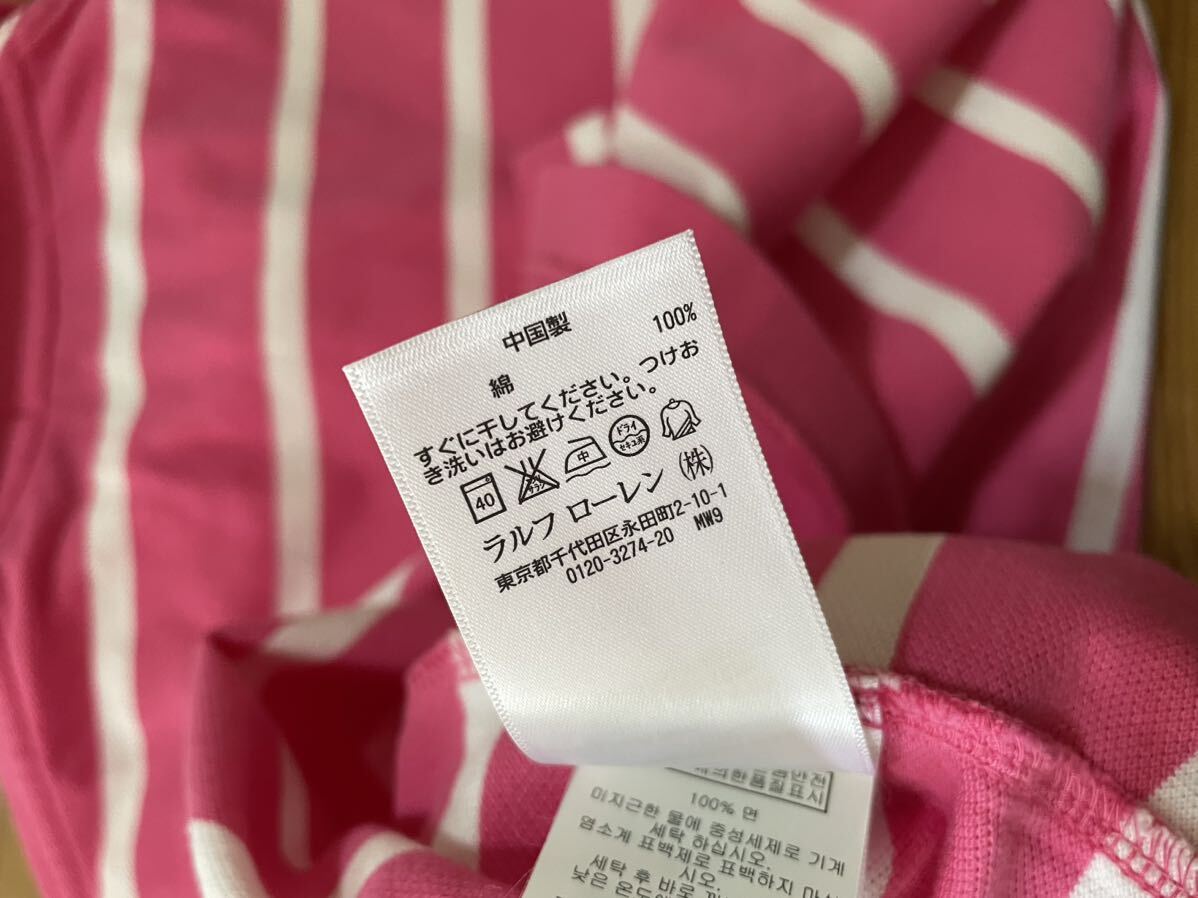 中国製
綿 100%
すぐに干してください。つけお
き洗いはお避けください。
40 中 ドライ セキユ系
ラルフ ローレン (株)
東京都千代田区永田町2-10-1
0120-3274-20 MW9
100% 면
미지근한 물에 중성세제로 기계
세탁 하십시오.
염소계 표백제로 표백하지 마십
시오.
세탁 후 바로